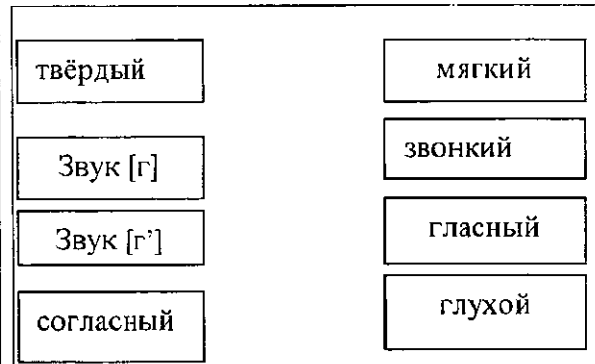 твёрдый
мягкий
Звук [г]
звонкий
Звук [г’]
гласный
согласный
глухой